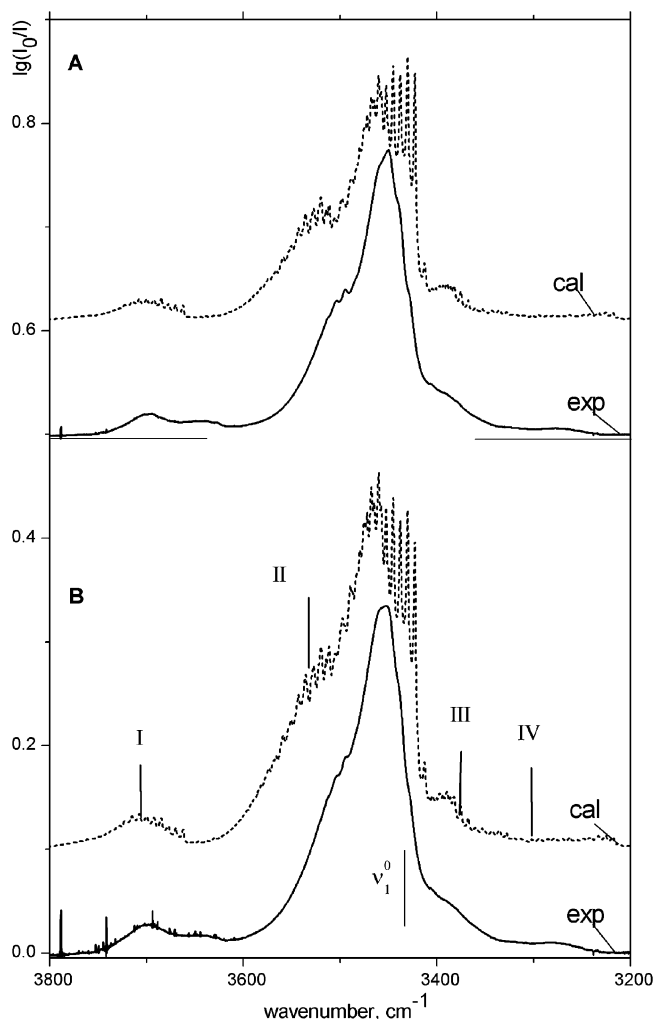 lg(I0/I)
A
0.8
cal
0.6
exp
0.4
II
B
III
IV
I
0.2
cal
ν10
exp
0.0
3800 3600 3400 3200
wavenumber, cm-1